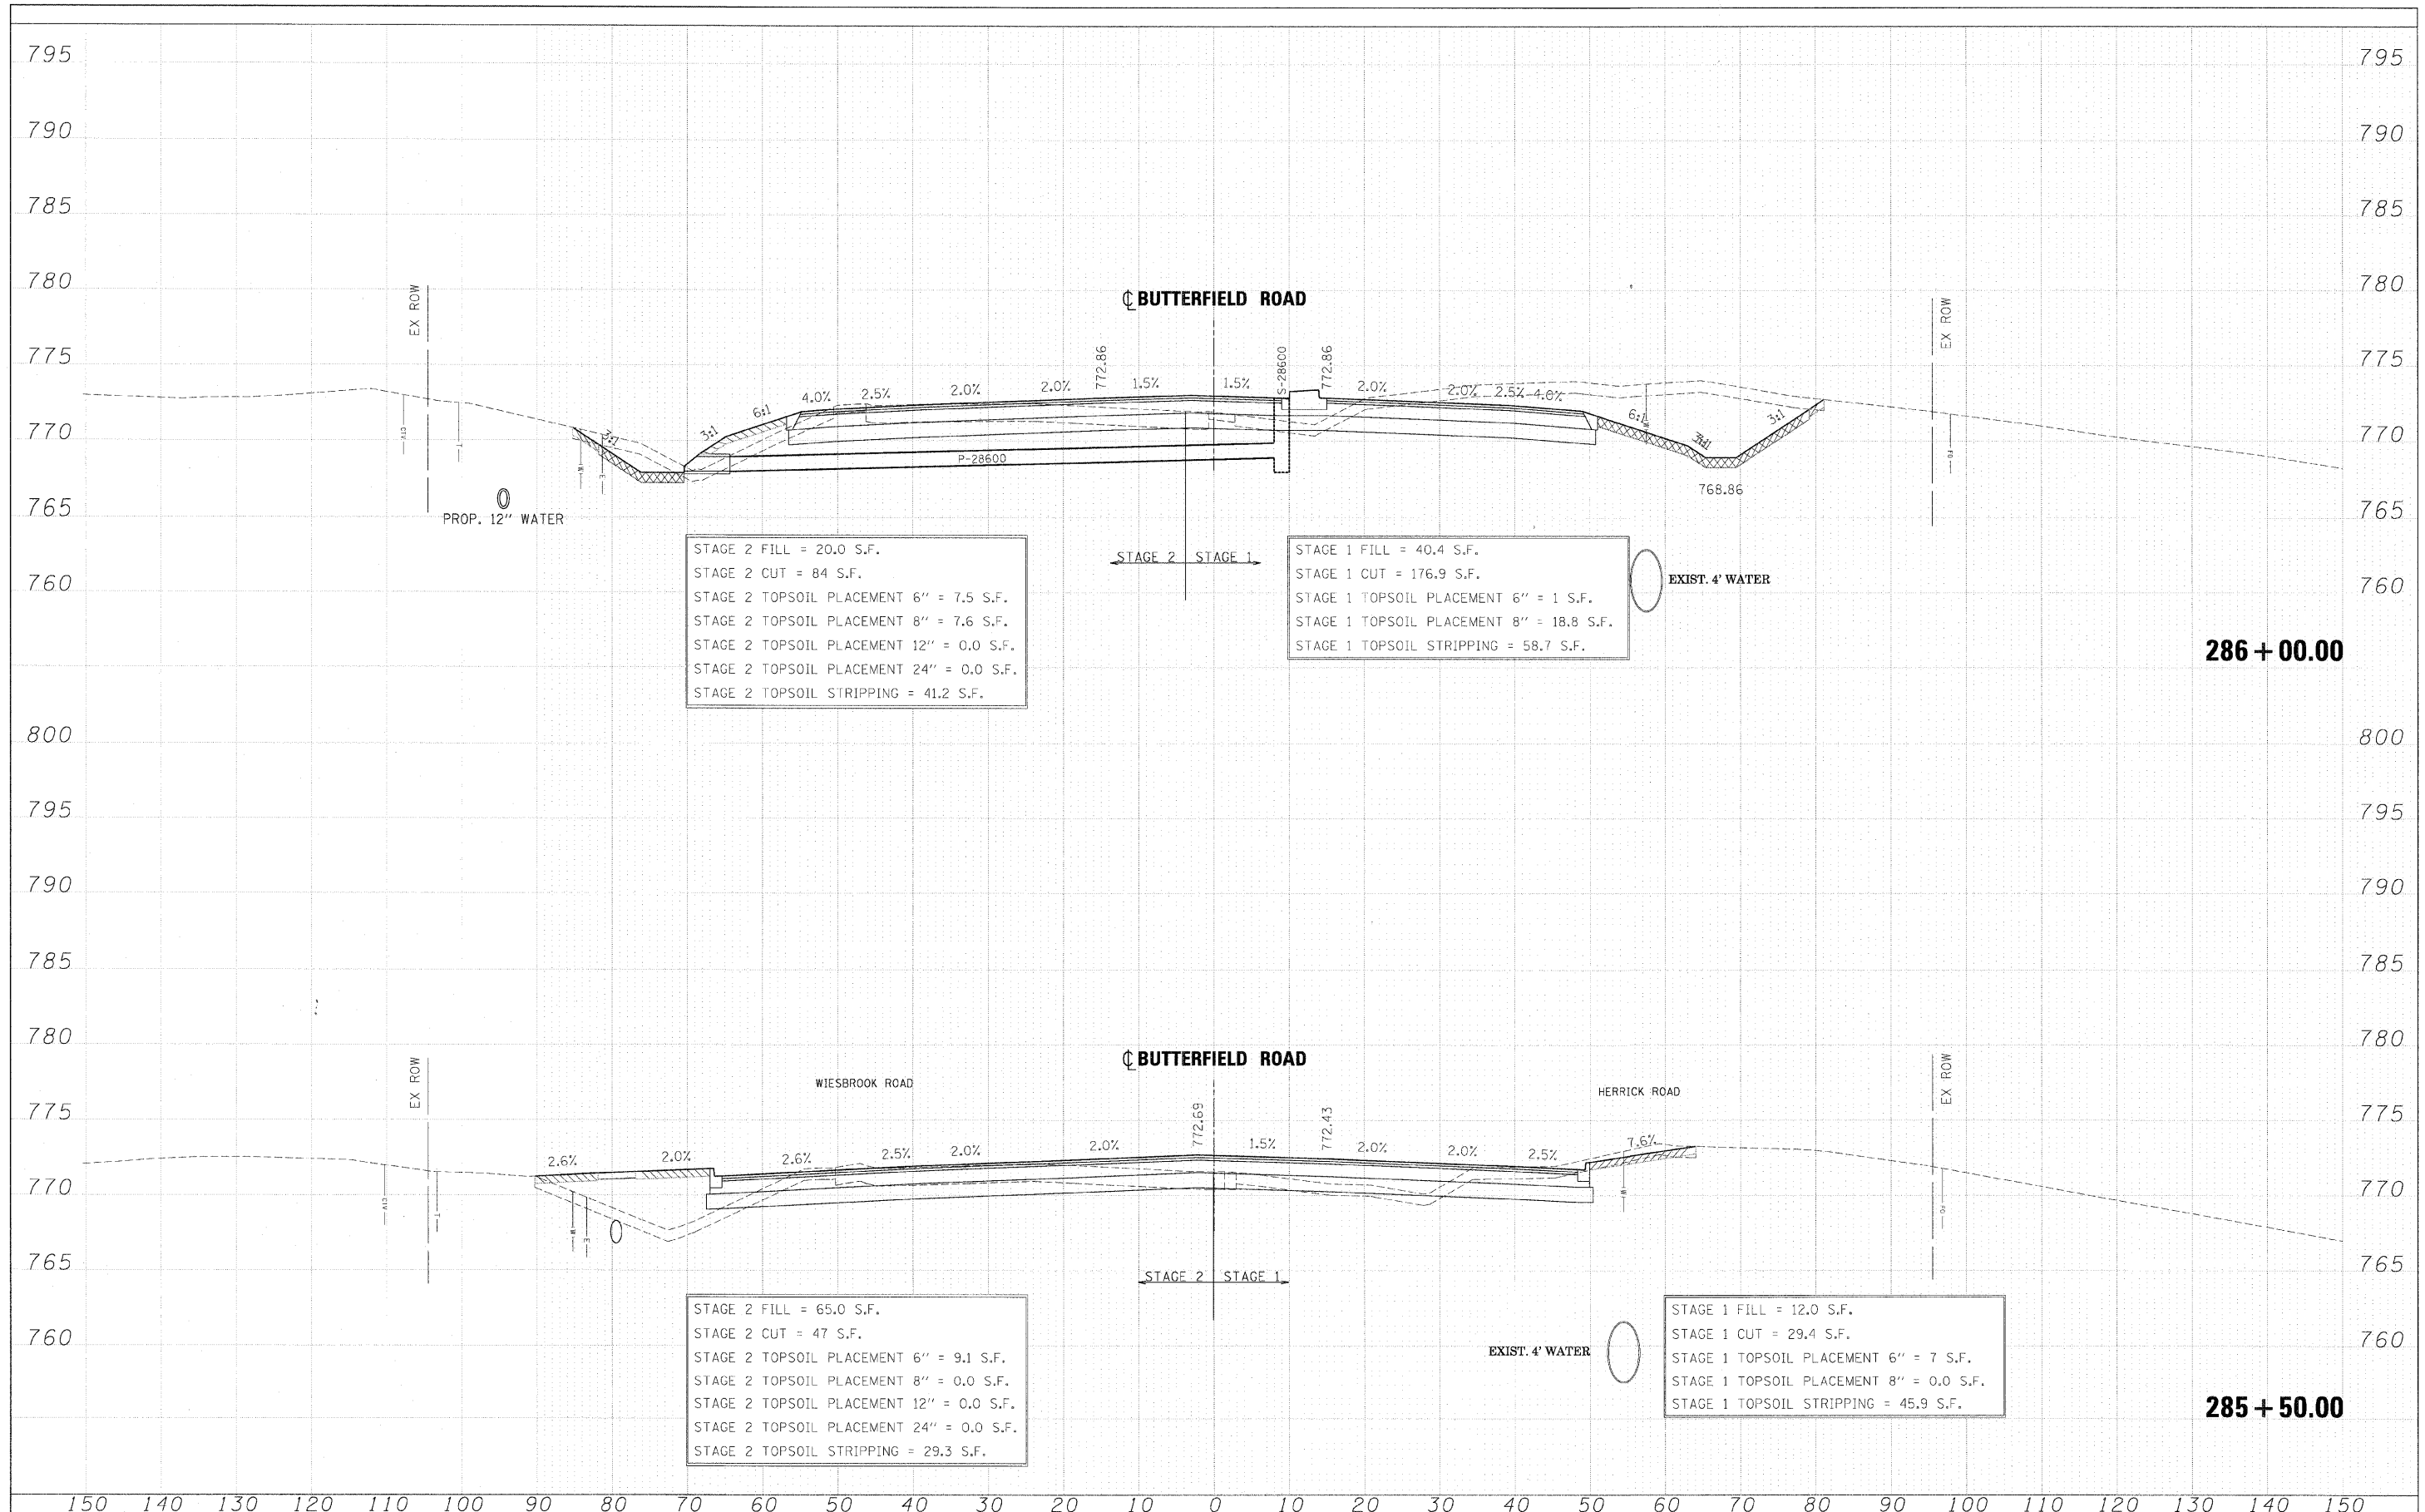 795 795
790 790
785 785
780 780
EX ROW
℄ BUTTERFIELD ROAD
EX ROW
775 775
772.86
S-28600
772.86
6:1 4.0% 2.5% 2.0% 2.0% 1.5% 1.5% 2.0% 2.0% 2.5% 4.0% 6:1
3:1 3:1 3:1
770 770
CTV
T
W
E
W
FO
P-28600
768.86
765 765
PROP. 12" WATER
STAGE 2 FILL = 20.0 S.F.
STAGE 2 CUT = 84 S.F.
STAGE 2 TOPSOIL PLACEMENT 6" = 7.5 S.F.
STAGE 2 TOPSOIL PLACEMENT 8" = 7.6 S.F.
STAGE 2 TOPSOIL PLACEMENT 12" = 0.0 S.F.
STAGE 2 TOPSOIL PLACEMENT 24" = 0.0 S.F.
STAGE 2 TOPSOIL STRIPPING = 41.2 S.F.
STAGE 2 STAGE 1
STAGE 1 FILL = 40.4 S.F.
STAGE 1 CUT = 176.9 S.F.
STAGE 1 TOPSOIL PLACEMENT 6" = 1 S.F.
STAGE 1 TOPSOIL PLACEMENT 8" = 18.8 S.F.
STAGE 1 TOPSOIL STRIPPING = 58.7 S.F.
EXIST. 4' WATER
760 760
286+00.00
800 800
795 795
790 790
785 785
780 780
EX ROW
℄ BUTTERFIELD ROAD
EX ROW
WIESBROOK ROAD
HERRICK ROAD
775 775
772.69
772.43
2.6% 2.0% 2.6% 2.5% 2.0% 2.0% 1.5% 2.0% 2.0% 2.5% 7.6%
770 770
T
W
E
W
FO
765 765
STAGE 2 STAGE 1
STAGE 2 FILL = 65.0 S.F.
STAGE 2 CUT = 47 S.F.
STAGE 2 TOPSOIL PLACEMENT 6" = 9.1 S.F.
STAGE 2 TOPSOIL PLACEMENT 8" = 0.0 S.F.
STAGE 2 TOPSOIL PLACEMENT 12" = 0.0 S.F.
STAGE 2 TOPSOIL PLACEMENT 24" = 0.0 S.F.
STAGE 2 TOPSOIL STRIPPING = 29.3 S.F.
EXIST. 4' WATER
STAGE 1 FILL = 12.0 S.F.
STAGE 1 CUT = 29.4 S.F.
STAGE 1 TOPSOIL PLACEMENT 6" = 7 S.F.
STAGE 1 TOPSOIL PLACEMENT 8" = 0.0 S.F.
STAGE 1 TOPSOIL STRIPPING = 45.9 S.F.
760 760
285+50.00
150 140 130 120 110 100 90 80 70 60 50 40 30 20 10 0 10 20 30 40 50 60 70 80 90 100 110 120 130 140 150